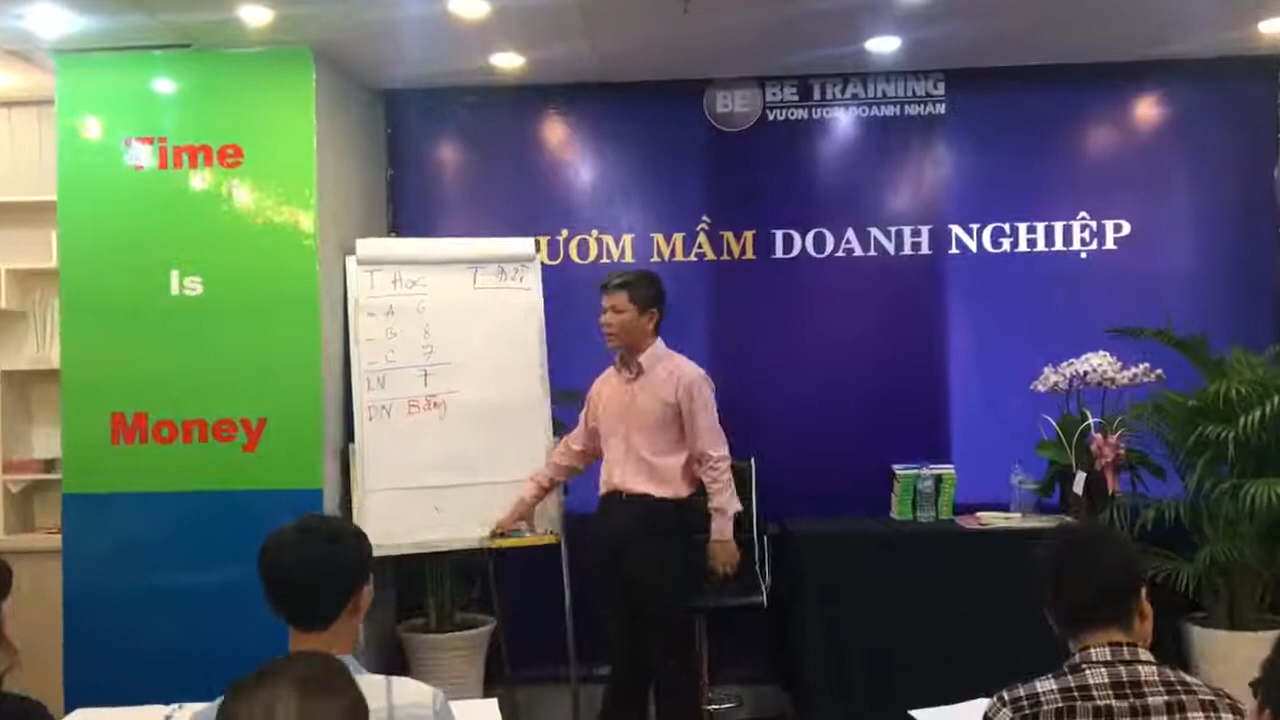 Time
Is
Money
BE
BE TRAINING
VƯỜN ƯƠM DOANH NHÂN
ƯƠM MẦM DOANH NGHIỆP
T Học
- A 6
- B 8
- C 7
LN 7
DN Bằng